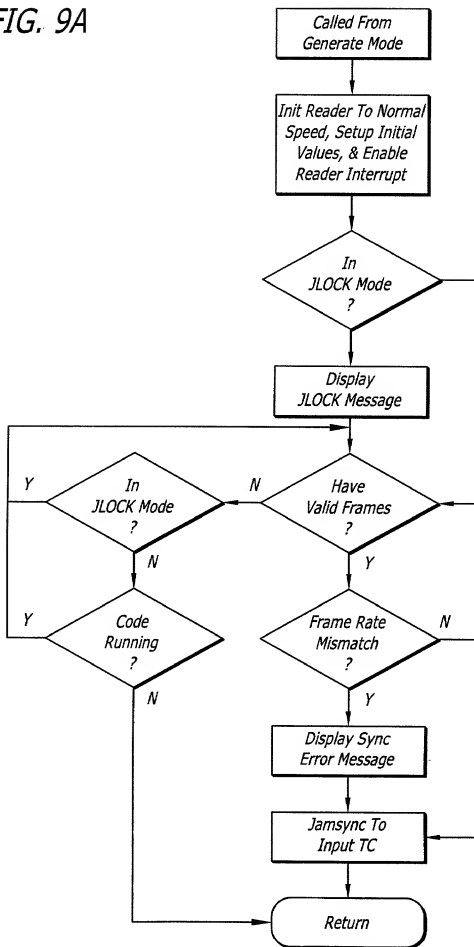 FIG. 9A
Called From
Generate Mode
Init Reader To Normal
Speed, Setup Initial
Values, & Enable
Reader Interrupt
In
JLOCK Mode
?
Display
JLOCK Message
Y
In
JLOCK Mode
?
N
Have
Valid Frames
?
N
Y
Y
Code
Running
?
N
Frame Rate
Mismatch
?
N
Y
Display Sync
Error Message
Jamsync To
Input TC
Return